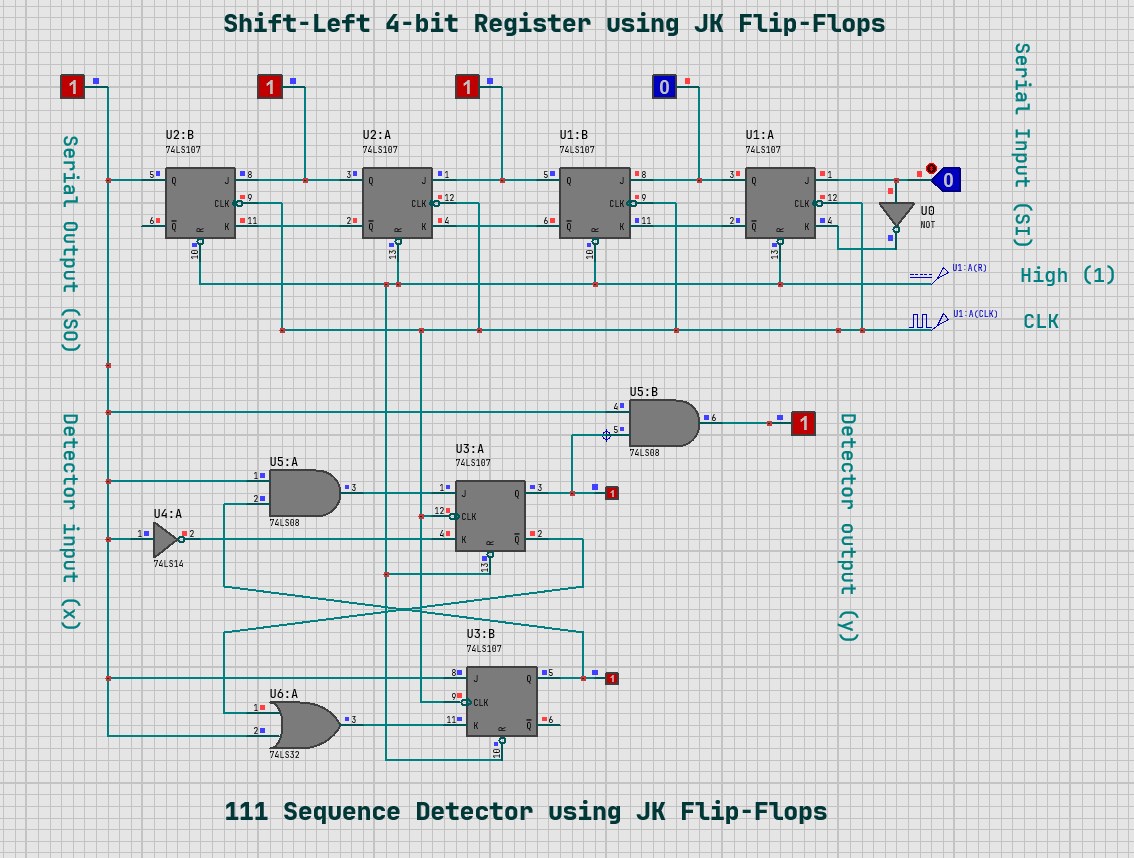 Shift-Left 4-bit Register using JK Flip-Flops
1
1
1
0
Serial Input (SI)
Serial Output (SO)
U2:B
74LS107
5 Q J 8
CLK 9
6 Q K 11
R
10
U2:A
74LS107
3 Q J 1
CLK 12
2 Q K 4
R
13
U1:B
74LS107
5 Q J 8
CLK 9
6 Q K 11
R
10
U1:A
74LS107
3 Q J 1
CLK 12
2 Q K 4
R
13
0
U0
NOT
U1:A(R)
High (1)
U1:A(CLK)
CLK
Detector input (x)
Detector output (y)
U5:B
4
5
6
74LS08
1
U5:A
1
2
3
74LS08
U4:A
1 2
74LS14
U3:A
74LS107
1 J Q 3
12 CLK
4 K Q 2
R
13
1
U3:B
74LS107
8 J Q 5
9 CLK
11 K Q 6
R
10
1
U6:A
1
2
3
74LS32
111 Sequence Detector using JK Flip-Flops